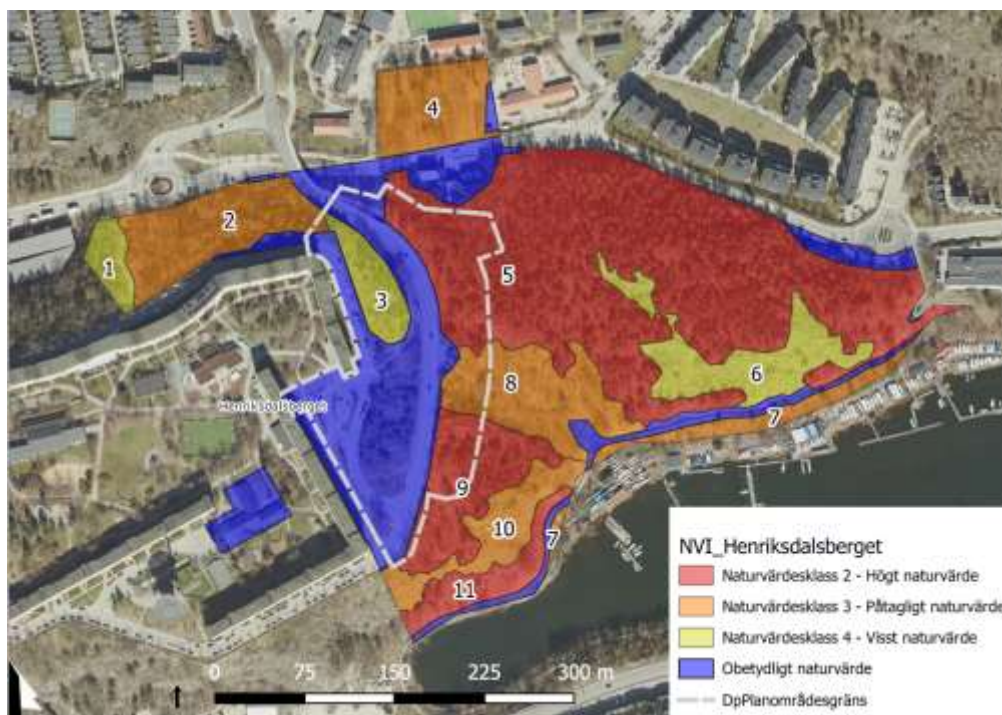 4
2
1
5
3
6
8
7
Henriksdalsberget
9
10
7
11
0 75 150 225 300 m
NVI_Henriksdalsberget
Naturvärdesklass 2 - Högt naturvärde
Naturvärdesklass 3 - Påtagligt naturvärde
Naturvärdesklass 4 - Visst naturvärde
Obetydligt naturvärde
DpPlanområdesgräns